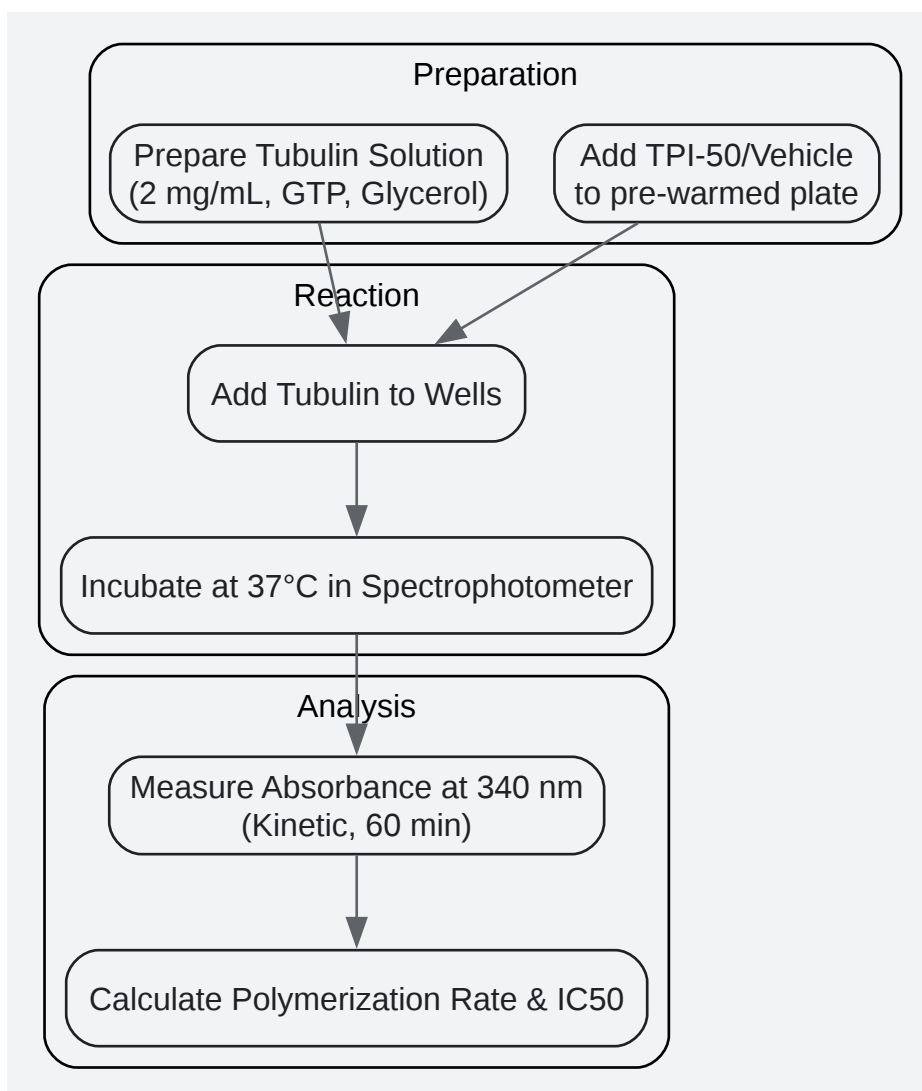 Preparation
Prepare Tubulin Solution
(2 mg/mL, GTP, Glycerol)
Add TPI-50/Vehicle
to pre-warmed plate
Reaction
Add Tubulin to Wells
Incubate at 37°C in Spectrophotometer
Analysis
Measure Absorbance at 340 nm
(Kinetic, 60 min)
Calculate Polymerization Rate & IC50